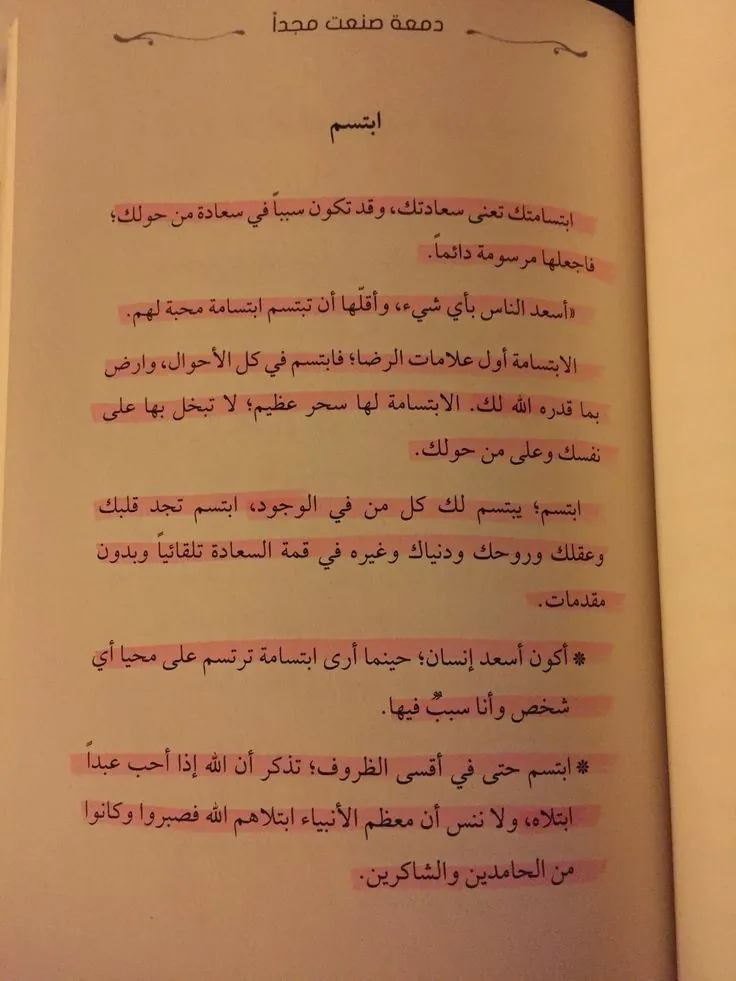 دمعة صنعت مجداً
ابتسم
ابتسامتك تعنى سعادتك، وقد تكون سبباً في سعادة من حولك؛
فاجعلها مرسومة دائماً.
«أسعد الناس بأي شيء، وأقلّها أن تبتسم ابتسامة محبة لهم.
الابتسامة أول علامات الرضا؛ فابتسم في كل الأحوال، وارض
بما قدره الله لك. الابتسامة لها سحر عظيم؛ لا تبخل بها على
نفسك وعلى من حولك.
ابتسم؛ يبتسم لك كل من في الوجود، ابتسم تجد قلبك
وعقلك وروحك ودنياك وغيره في قمة السعادة تلقائياً وبدون
مقدمات.
* أكون أسعد إنسان؛ حينما أرى ابتسامة ترتسم على محيا أي
شخص وأنا سببٌ فيها.
* ابتسم حتى في أقسى الظروف؛ تذكر أن الله إذا أحب عبداً
ابتلاه، ولا ننس أن معظم الأنبياء ابتلاهم الله فصبروا وكانوا
من الحامدين والشاكرين.